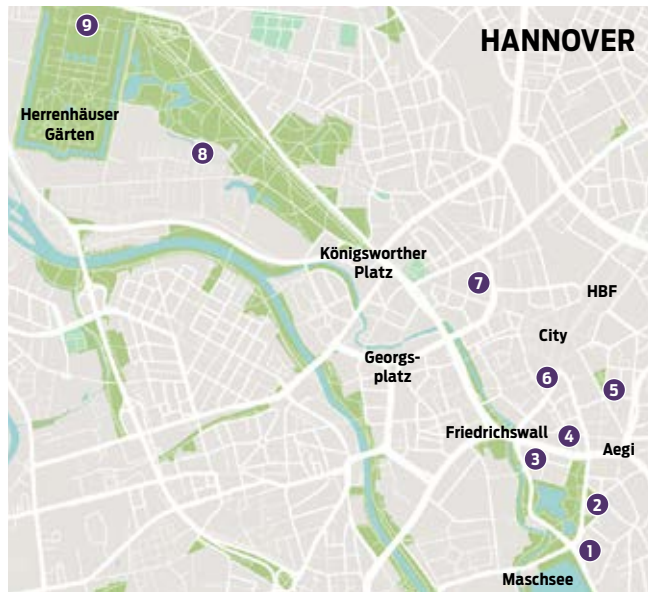 HANNOVER
9
Herrenhäuser
Gärten
8
Königsworther
Platz
7
HBF
City
Georgs-
platz
6
5
Friedrichswall
4
Aegi
3
2
1
Maschsee